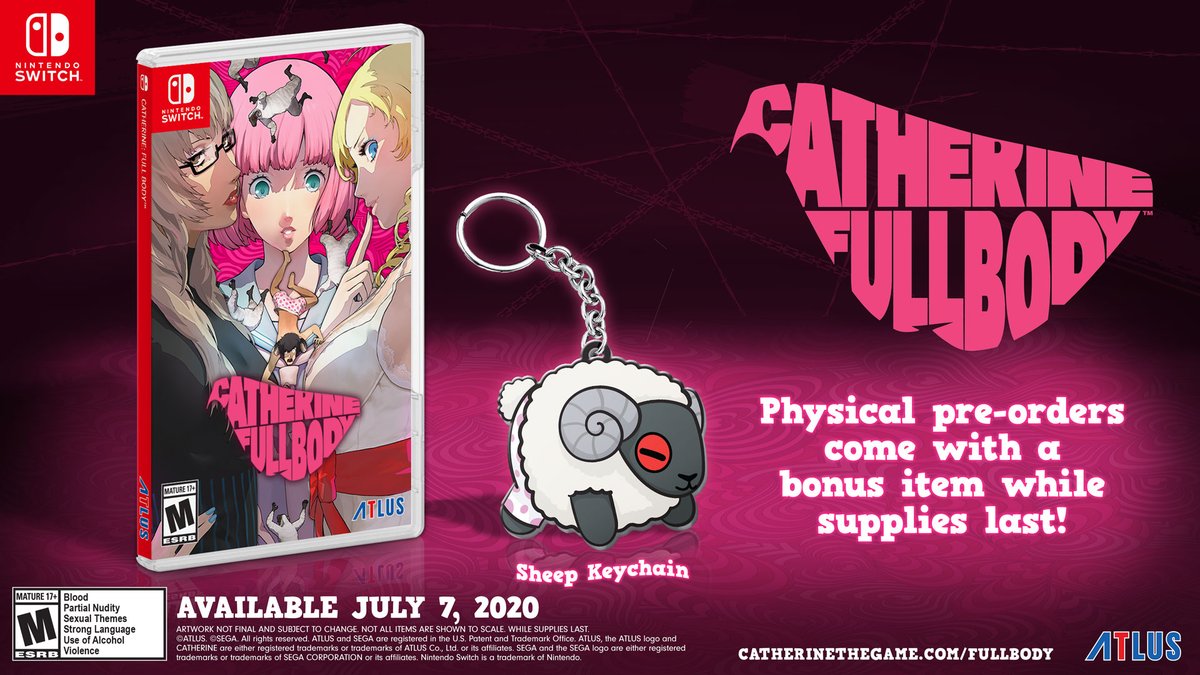 NINTENDO
SWITCH
CATHERINE: FULL BODY™
ATLUS
NINTENDO
SWITCH
CATHERINE
FULLBODY
MATURE 17+
M
ESRB
ATLUS
Sheep Keychain
CATHERINE
FULLBODY™
Physical pre-orders
come with a
bonus item while
supplies last!
MATURE 17+
M
ESRB
Blood
Partial Nudity
Sexual Themes
Strong Language
Use of Alcohol
Violence
AVAILABLE JULY 7, 2020
ARTWORK NOT FINAL AND SUBJECT TO CHANGE. NOT ALL ITEMS ARE SHOWN TO SCALE. WHILE SUPPLIES LAST.
©ATLUS. ©SEGA. All rights reserved. ATLUS and SEGA are registered in the U.S. Patent and Trademark Office. ATLUS, the ATLUS logo and
CATHERINE are either registered trademarks or trademarks of ATLUS Co., Ltd. or its affiliates. SEGA and the SEGA logo are either registered
trademarks or trademarks of SEGA CORPORATION or its affiliates. Nintendo Switch is a trademark of Nintendo.
CATHERINETHEGAME.COM/FULLBODY
ATLUS